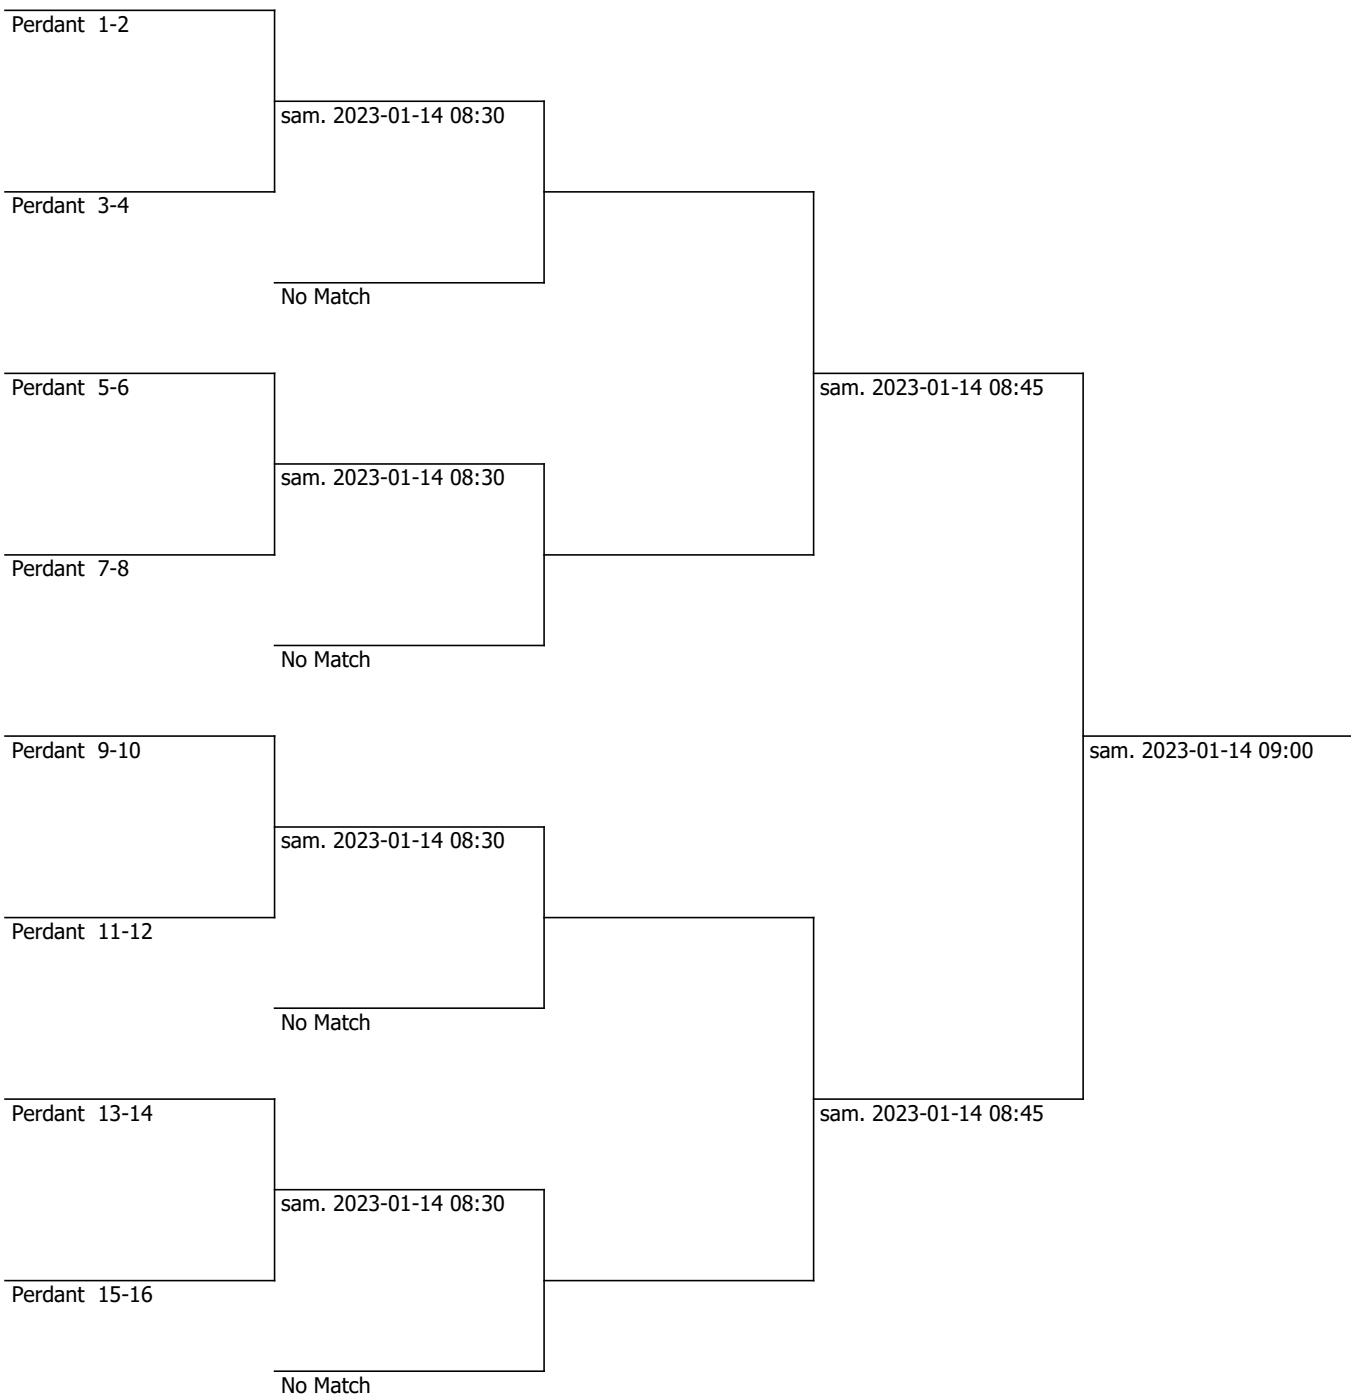 Perdant 1-2
sam. 2023-01-14 08:30
Perdant 3-4
No Match
Perdant 5-6
sam. 2023-01-14 08:45
sam. 2023-01-14 08:30
Perdant 7-8
No Match
Perdant 9-10
sam. 2023-01-14 09:00
sam. 2023-01-14 08:30
Perdant 11-12
No Match
Perdant 13-14
sam. 2023-01-14 08:45
sam. 2023-01-14 08:30
Perdant 15-16
No Match